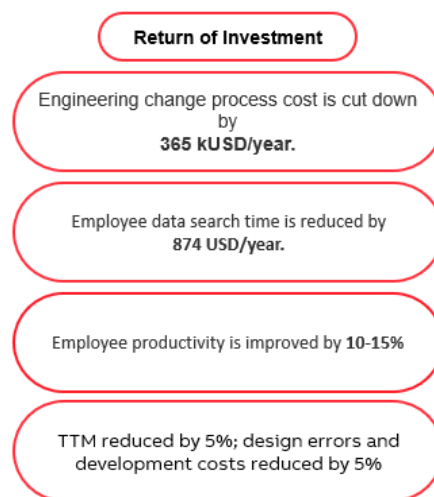 Return of Investment
Engineering change process cost is cut down
by
365 kUSD/year.
Employee data search time is reduced by
874 USD/year.
Employee productivity is improved by 10-15%
TTM reduced by 5%; design errors and
development costs reduced by 5%